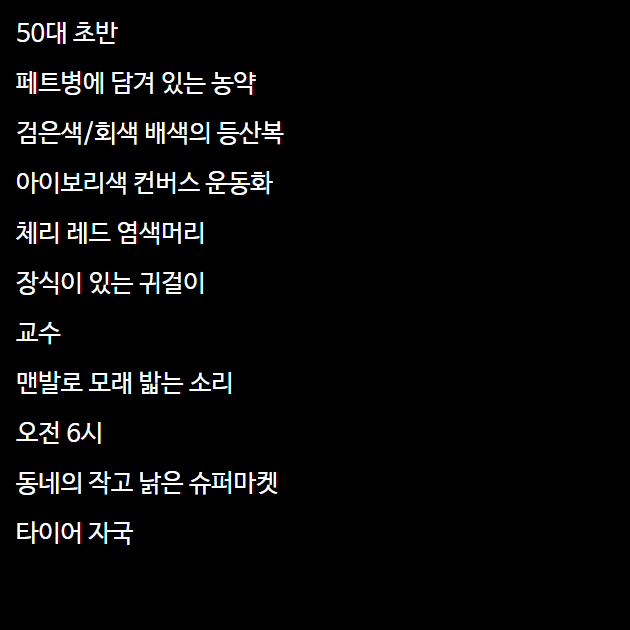 50대 초반
페트병에 담겨 있는 농약
검은색/회색 배색의 등산복
아이보리색 컨버스 운동화
체리 레드 염색머리
장식이 있는 귀걸이
교수
맨발로 모래 밟는 소리
오전 6시
동네의 작고 낡은 슈퍼마켓
타이어 자국